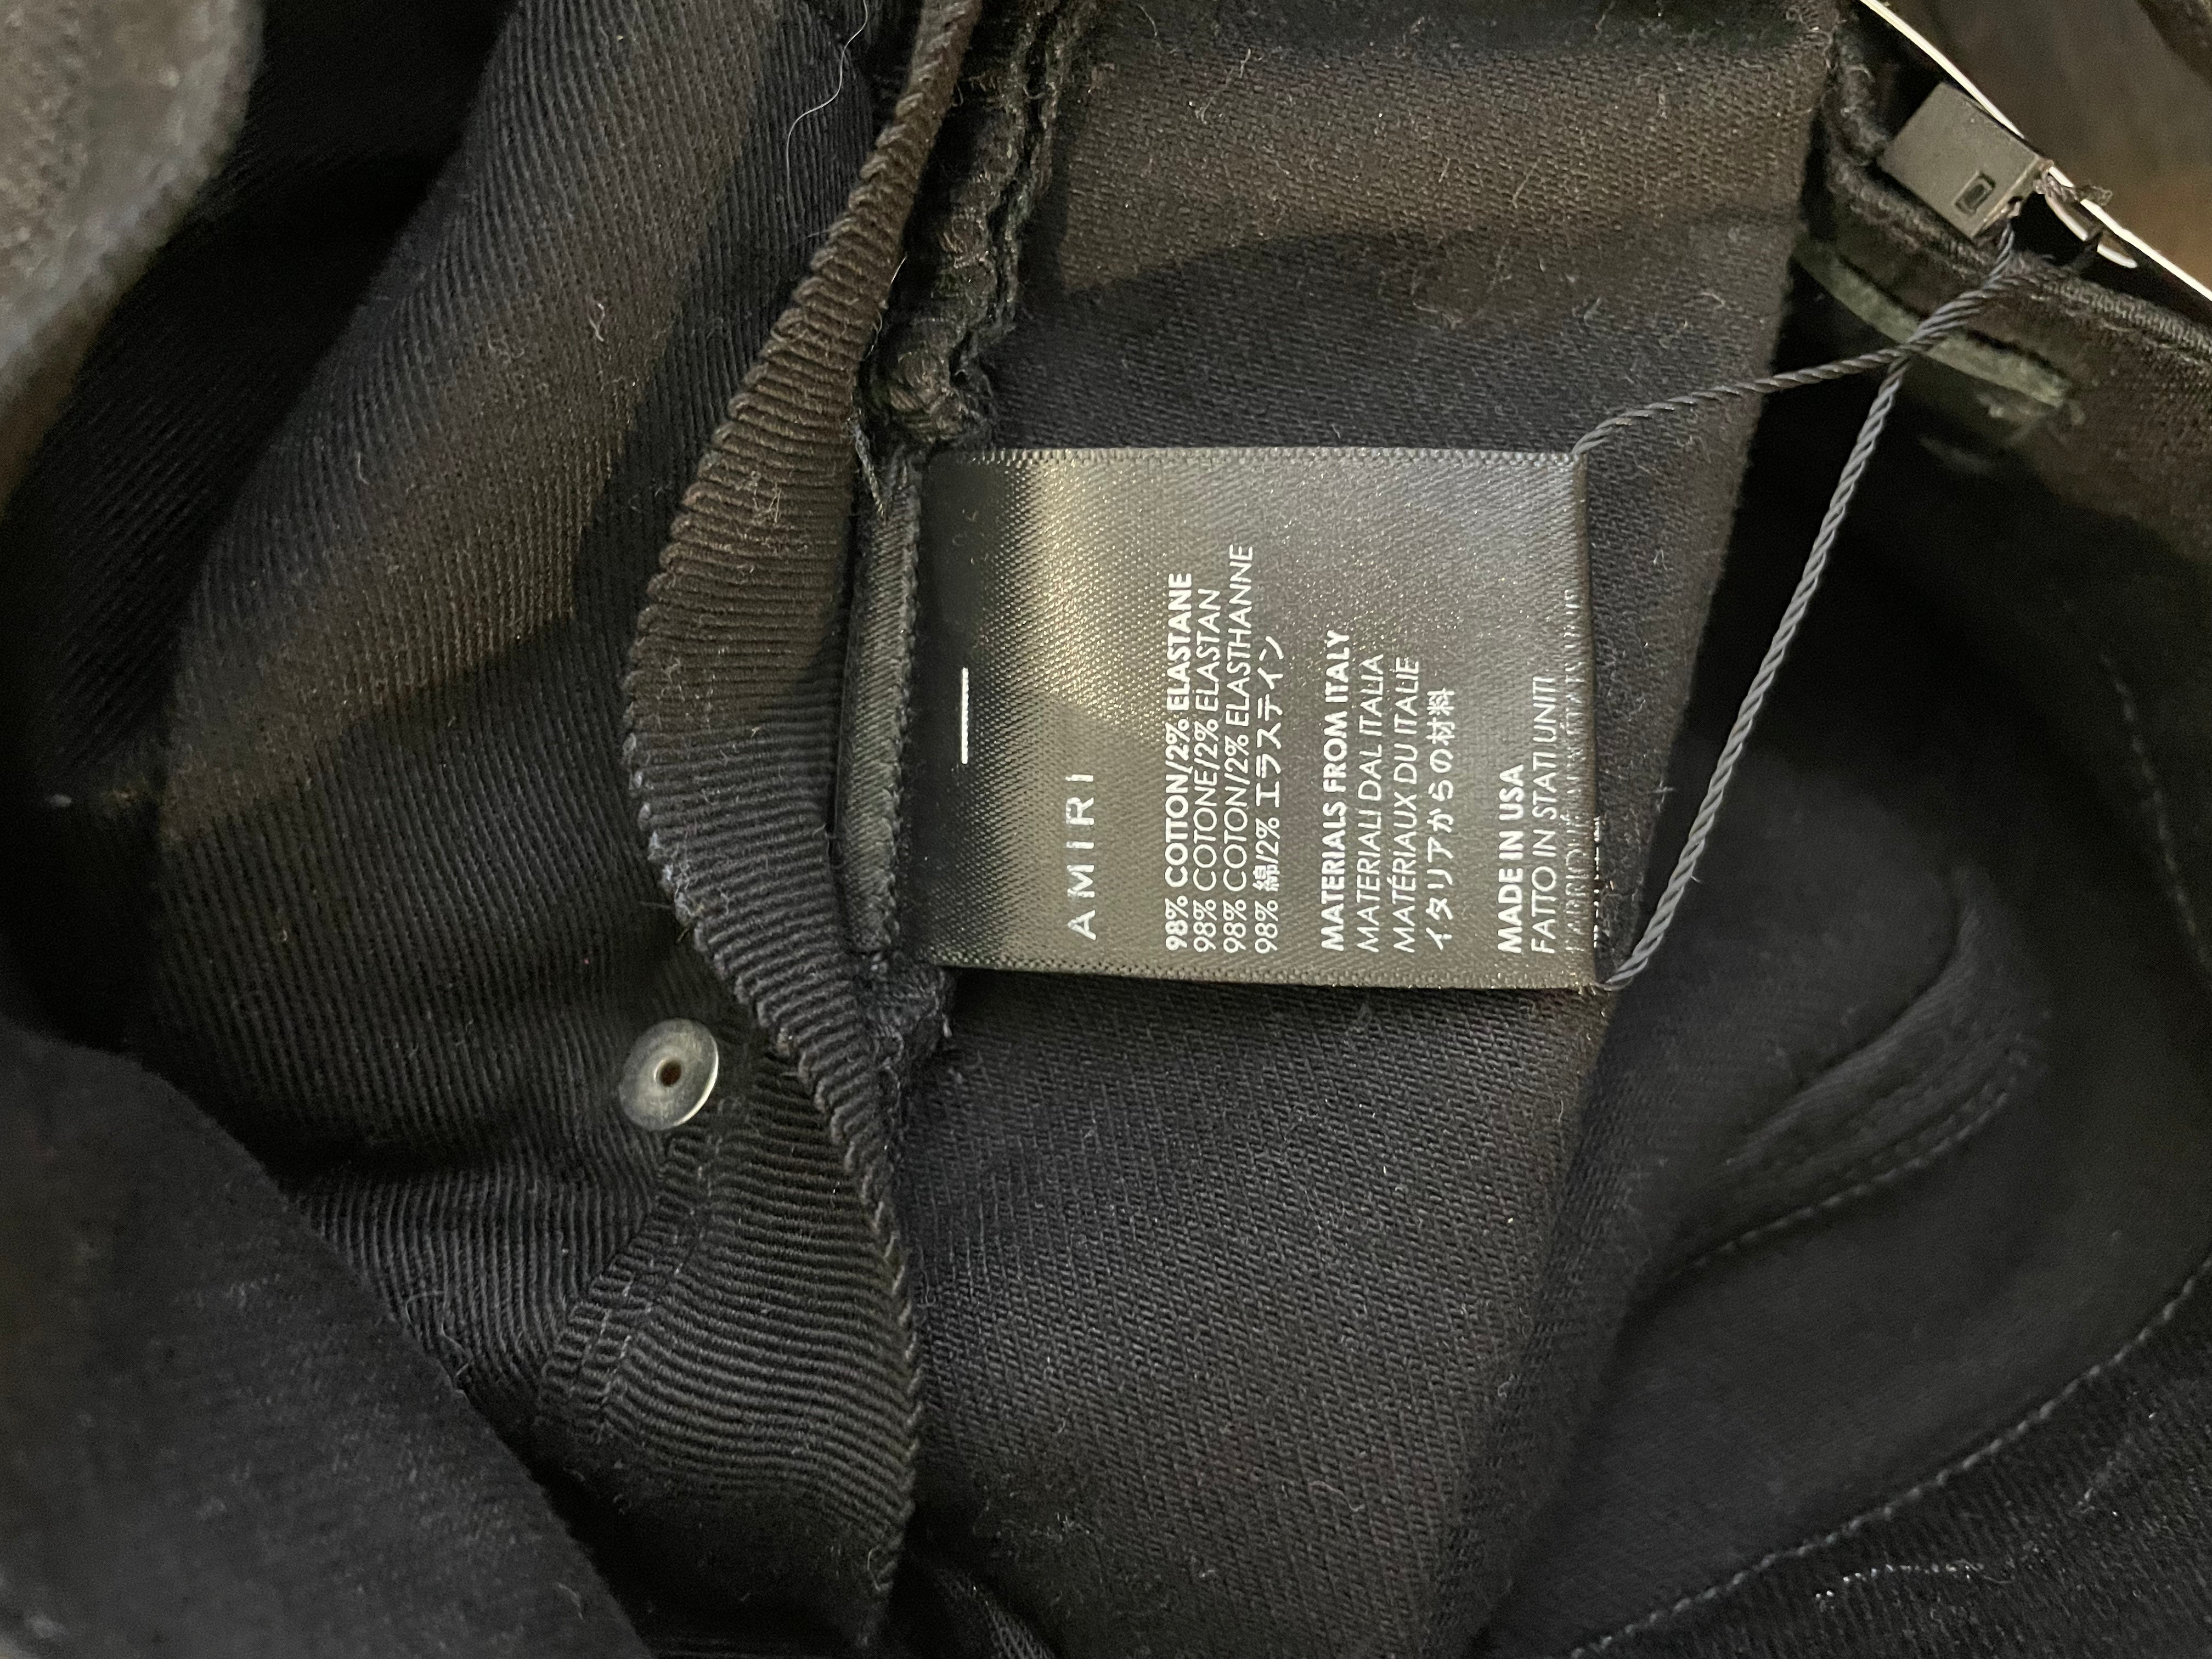 AMIRI
98% COTTON/2% ELASTANE
98% COTONE/2% ELASTAN
98% COTON/2% ELASTHANNE
98% 綿/2% エラステイン
MATERIALS FROM ITALY
MATERIALI DAL ITALIA
MATÉRIAUX DU ITALIE
イタリアからの材料
MADE IN USA
FATTO IN STATI UNITI